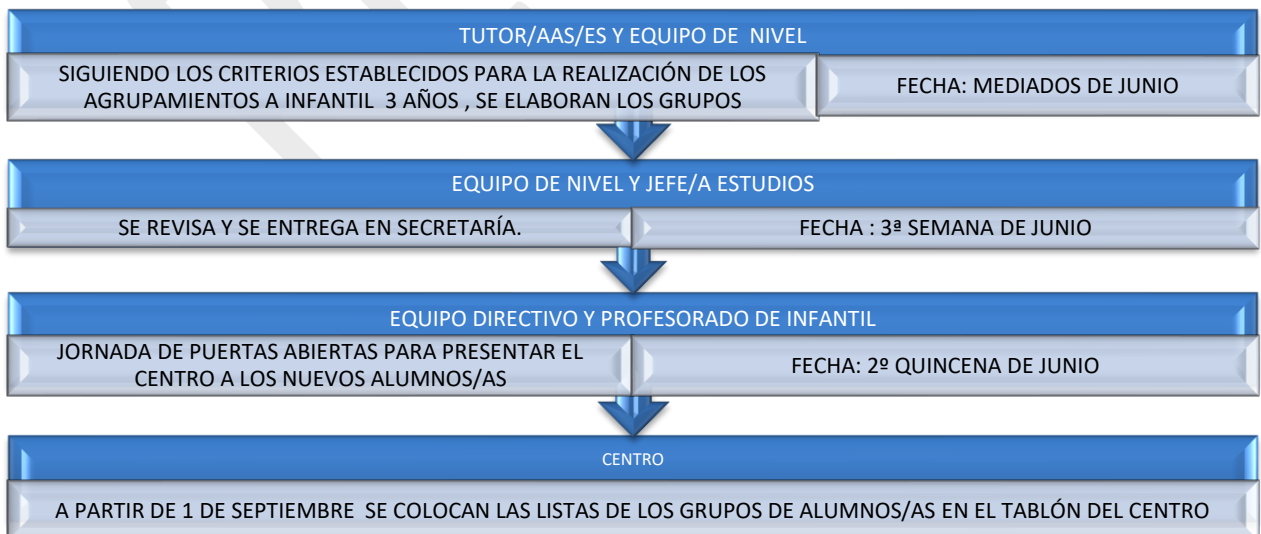 TUTOR/AAS/ES Y EQUIPO DE NIVEL
SIGUIENDO LOS CRITERIOS ESTABLECIDOS PARA LA REALIZACIÓN DE LOS
AGRUPAMIENTOS A INFANTIL 3 AÑOS , SE ELABORAN LOS GRUPOS
FECHA: MEDIADOS DE JUNIO
EQUIPO DE NIVEL Y JEFE/A ESTUDIOS
SE REVISA Y SE ENTREGA EN SECRETARÍA.
FECHA : 3ª SEMANA DE JUNIO
EQUIPO DIRECTIVO Y PROFESORADO DE INFANTIL
JORNADA DE PUERTAS ABIERTAS PARA PRESENTAR EL
CENTRO A LOS NUEVOS ALUMNOS/AS
FECHA: 2º QUINCENA DE JUNIO
CENTRO
A PARTIR DE 1 DE SEPTIEMBRE SE COLOCAN LAS LISTAS DE LOS GRUPOS DE ALUMNOS/AS EN EL TABLÓN DEL CENTRO